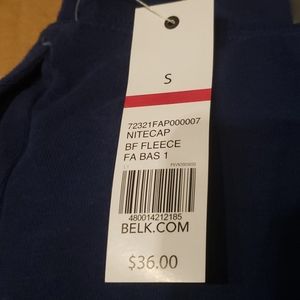 S
72321FAP000007
NITECAP
BF FLEECE
FA BAS 1
480014212185
BELK.COM
$36.00